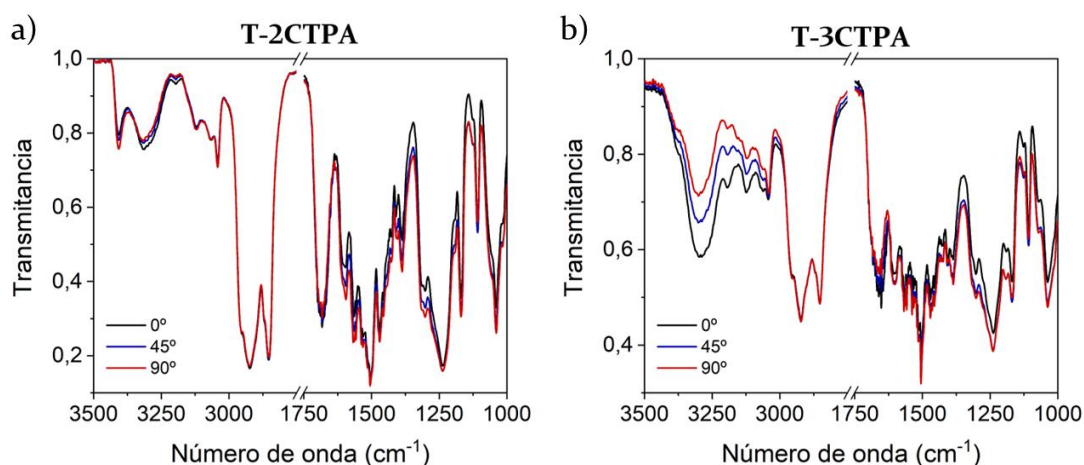 a)
T-2CTPA
1,0
0,8
0,6
0,4
0,2
Transmitancia
0º
45º
90º
3500 3250 3000 1750 1500 1250 1000
Número de onda (cm-1)
b)
T-3CTPA
1,0
0,8
0,6
0,4
Transmitancia
0º
45º
90º
3500 3250 3000 1750 1500 1250 1000
Número de onda (cm-1)